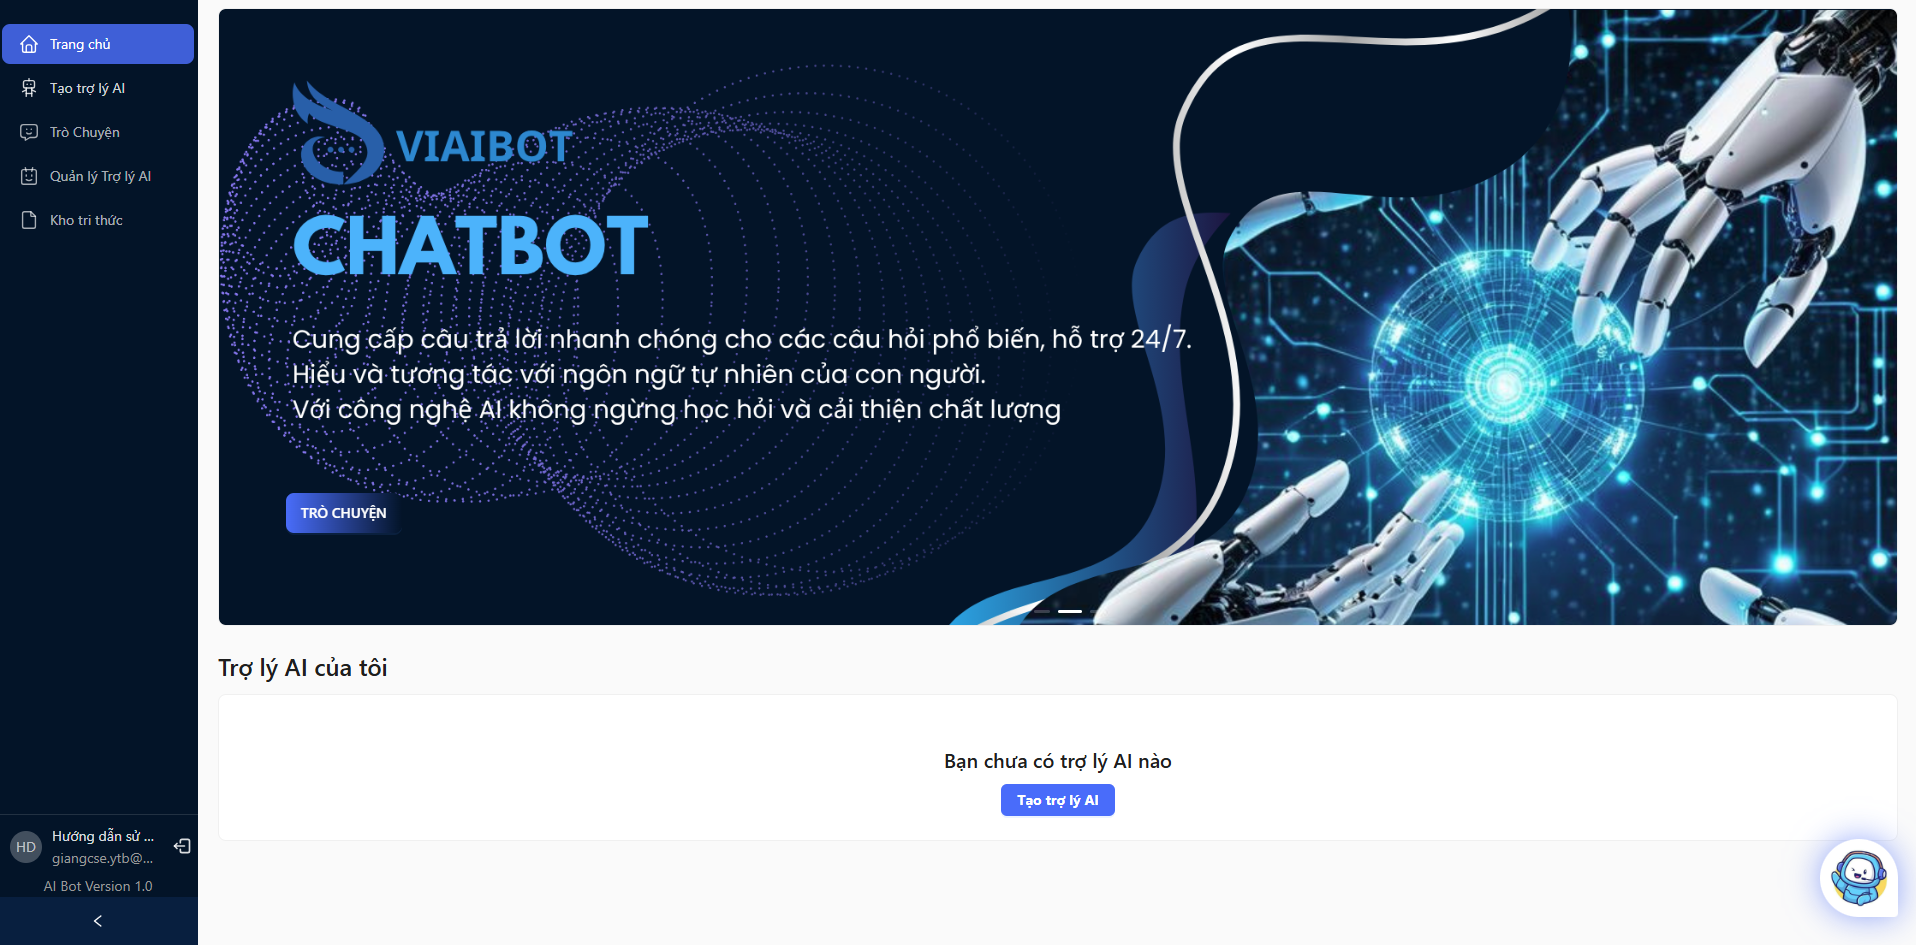 Trang chủ
Tạo trợ lý AI
Trò Chuyện
Quản lý Trợ lý AI
Kho tri thức
VIAIBOT
CHATBOT
Cung cấp câu trả lời nhanh chóng cho các câu hỏi phổ biến, hỗ trợ 24/7.
Hiểu và tương tác với ngôn ngữ tự nhiên của con người.
Với công nghệ AI không ngừng học hỏi và cải thiện chất lượng
TRÒ CHUYỆN
Trợ lý AI của tôi
Bạn chưa có trợ lý AI nào
Tạo trợ lý AI
HD
Hướng dẫn sử ...
giangcse.ytb@...
AI Bot Version 1.0